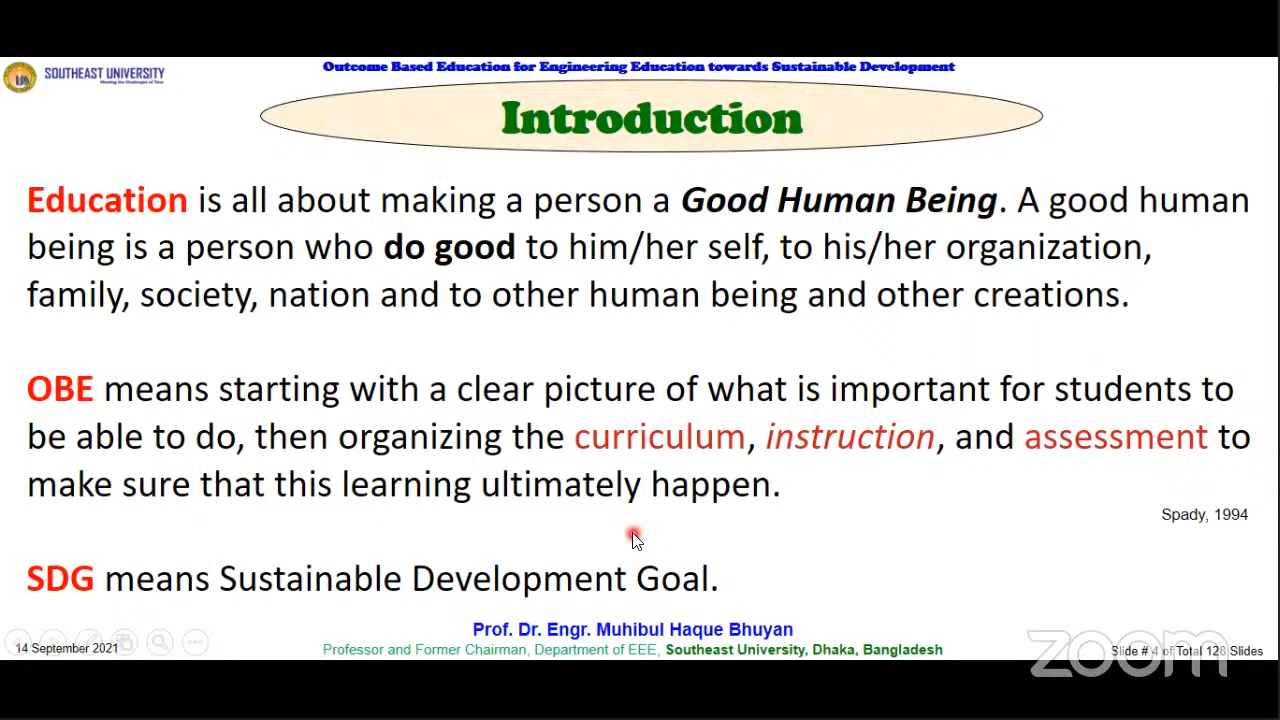 SOUTHEAST UNIVERSITY
Meeting the Challenges of Time
Outcome Based Education for Engineering Education towards Sustainable Development
Introduction
Education is all about making a person a Good Human Being. A good human
being is a person who do good to him/her self, to his/her organization,
family, society, nation and to other human being and other creations.
OBE means starting with a clear picture of what is important for students to
be able to do, then organizing the curriculum, instruction, and assessment to
make sure that this learning ultimately happen.
Spady, 1994
SDG means Sustainable Development Goal.
Prof. Dr. Engr. Muhibul Haque Bhuyan
14 September 2021
Professor and Former Chairman, Department of EEE, Southeast University, Dhaka, Bangladesh
Slide # 4 of Total 128 Slides
zoom